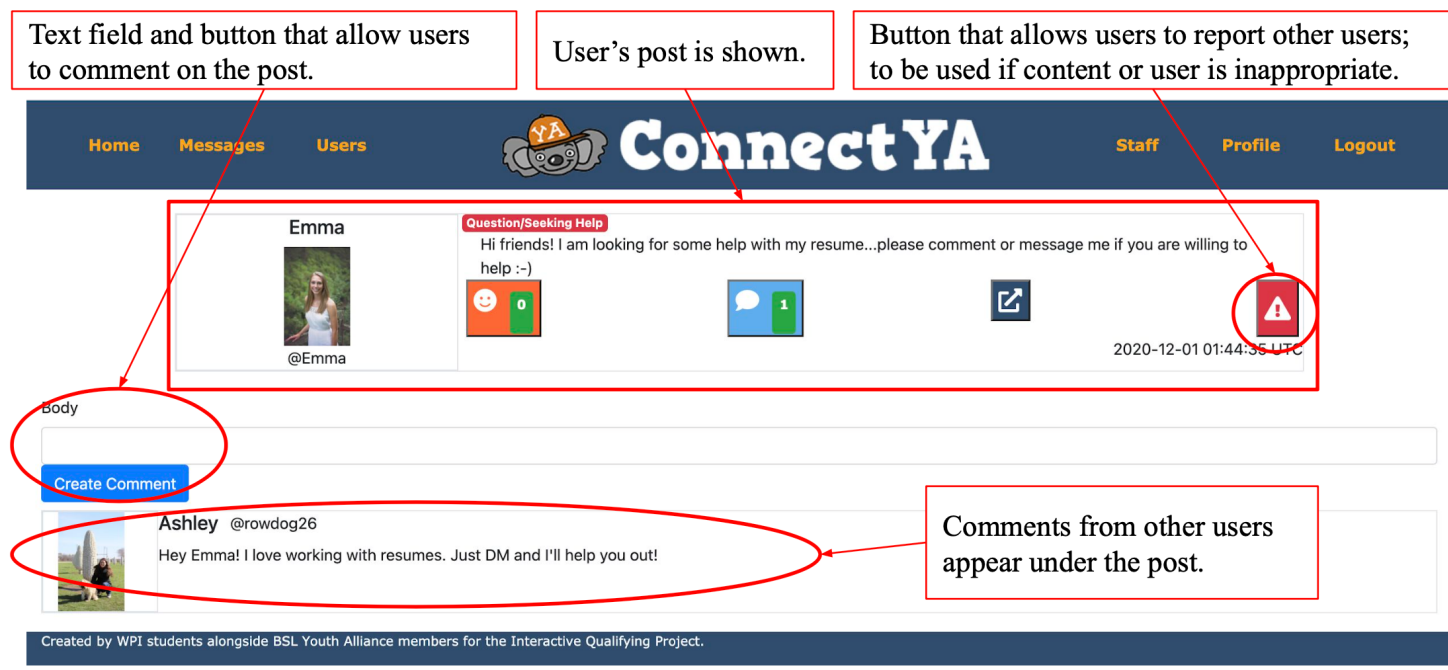 Text field and button that allow users
to comment on the post.
User’s post is shown.
Button that allows users to report other users;
to be used if content or user is inappropriate.
Home Messages Users YA ConnectYA Staff Profile Logout
Emma
@Emma
Question/Seeking Help
Hi friends! I am looking for some help with my resume...please comment or message me if you are willing to
help :-)
0 1
2020-12-01 01:44:35 UTC
Body
Create Comment
Ashley @rowdog26
Hey Emma! I love working with resumes. Just DM and I'll help you out!
Comments from other users
appear under the post.
Created by WPI students alongside BSL Youth Alliance members for the Interactive Qualifying Project.